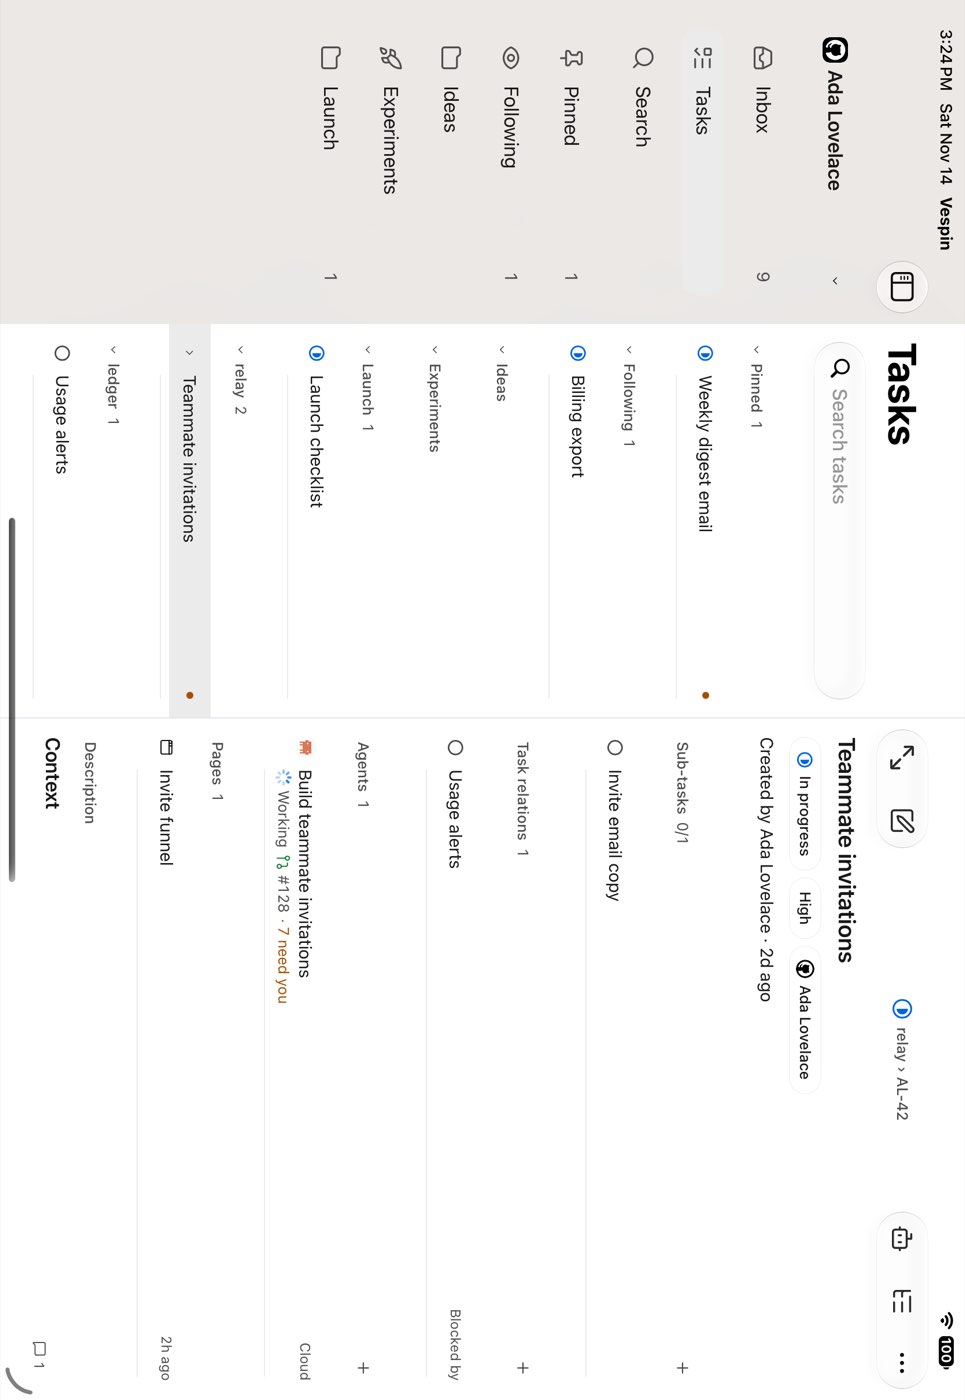 3:24 PM Sat Nov 14 Vespin
100
Ada Lovelace
Inbox 9
Tasks
Search
Pinned 1
Following 1
Ideas
Experiments
Launch 1
Tasks
Search tasks
Pinned 1
Weekly digest email
Following 1
Billing export
Ideas
Experiments
Launch 1
Launch checklist
relay 2
Teammate invitations
ledger 1
Usage alerts
relay › AL-42
Teammate invitations
In progress High Ada Lovelace
Created by Ada Lovelace · 2d ago
Sub-tasks 0/1
Invite email copy
Task relations 1
Usage alerts Blocked by
Agents 1
Build teammate invitations Cloud
Working #128 · 7 need you
Pages 1
Invite funnel 2h ago
Description
Context
1